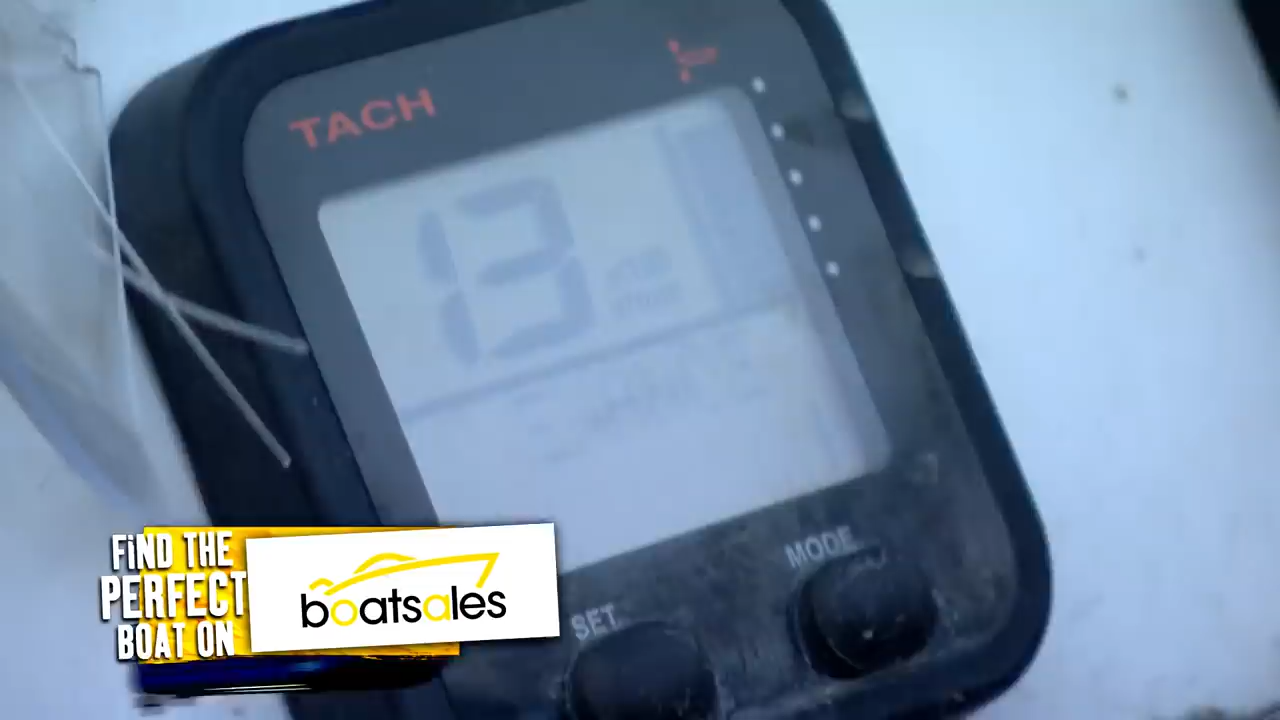 TACH
13
MODE
SET
FiND THE
PERFECT
BOAT ON
boatsales